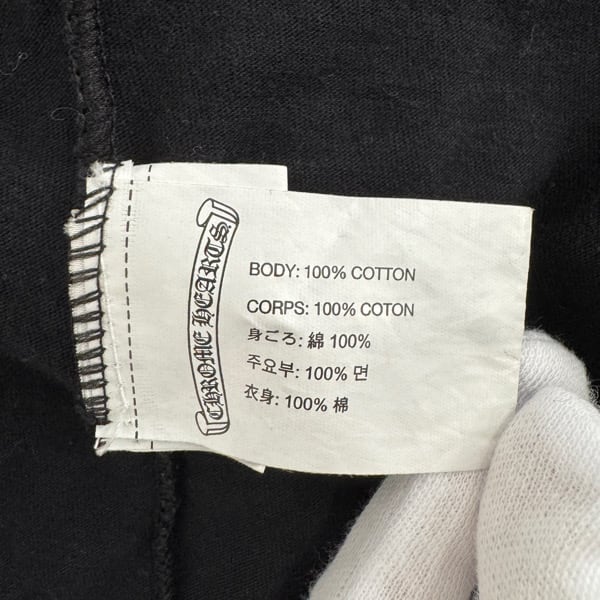 CHROME HEARTS
BODY: 100% COTTON
CORPS: 100% COTON
身ごろ: 綿 100%
주요부: 100% 면
衣身: 100% 棉